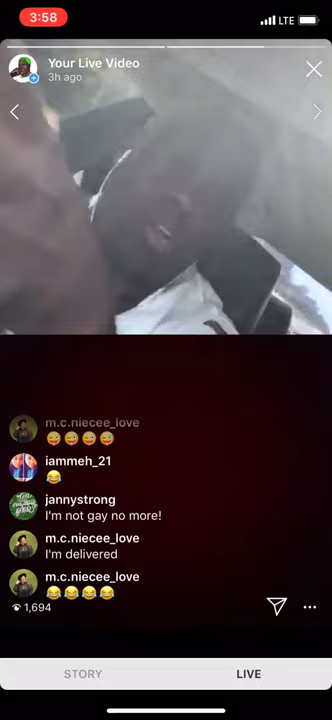 3:58
LTE
Your Live Video
3h ago
m.c.niecee_love
😜😜😜😜
iammeh_21
😂
jannystrong
I'm not gay no more!
m.c.niecee_love
I'm delivered
m.c.niecee_love
😂😂😂😂
1,694
STORY
LIVE